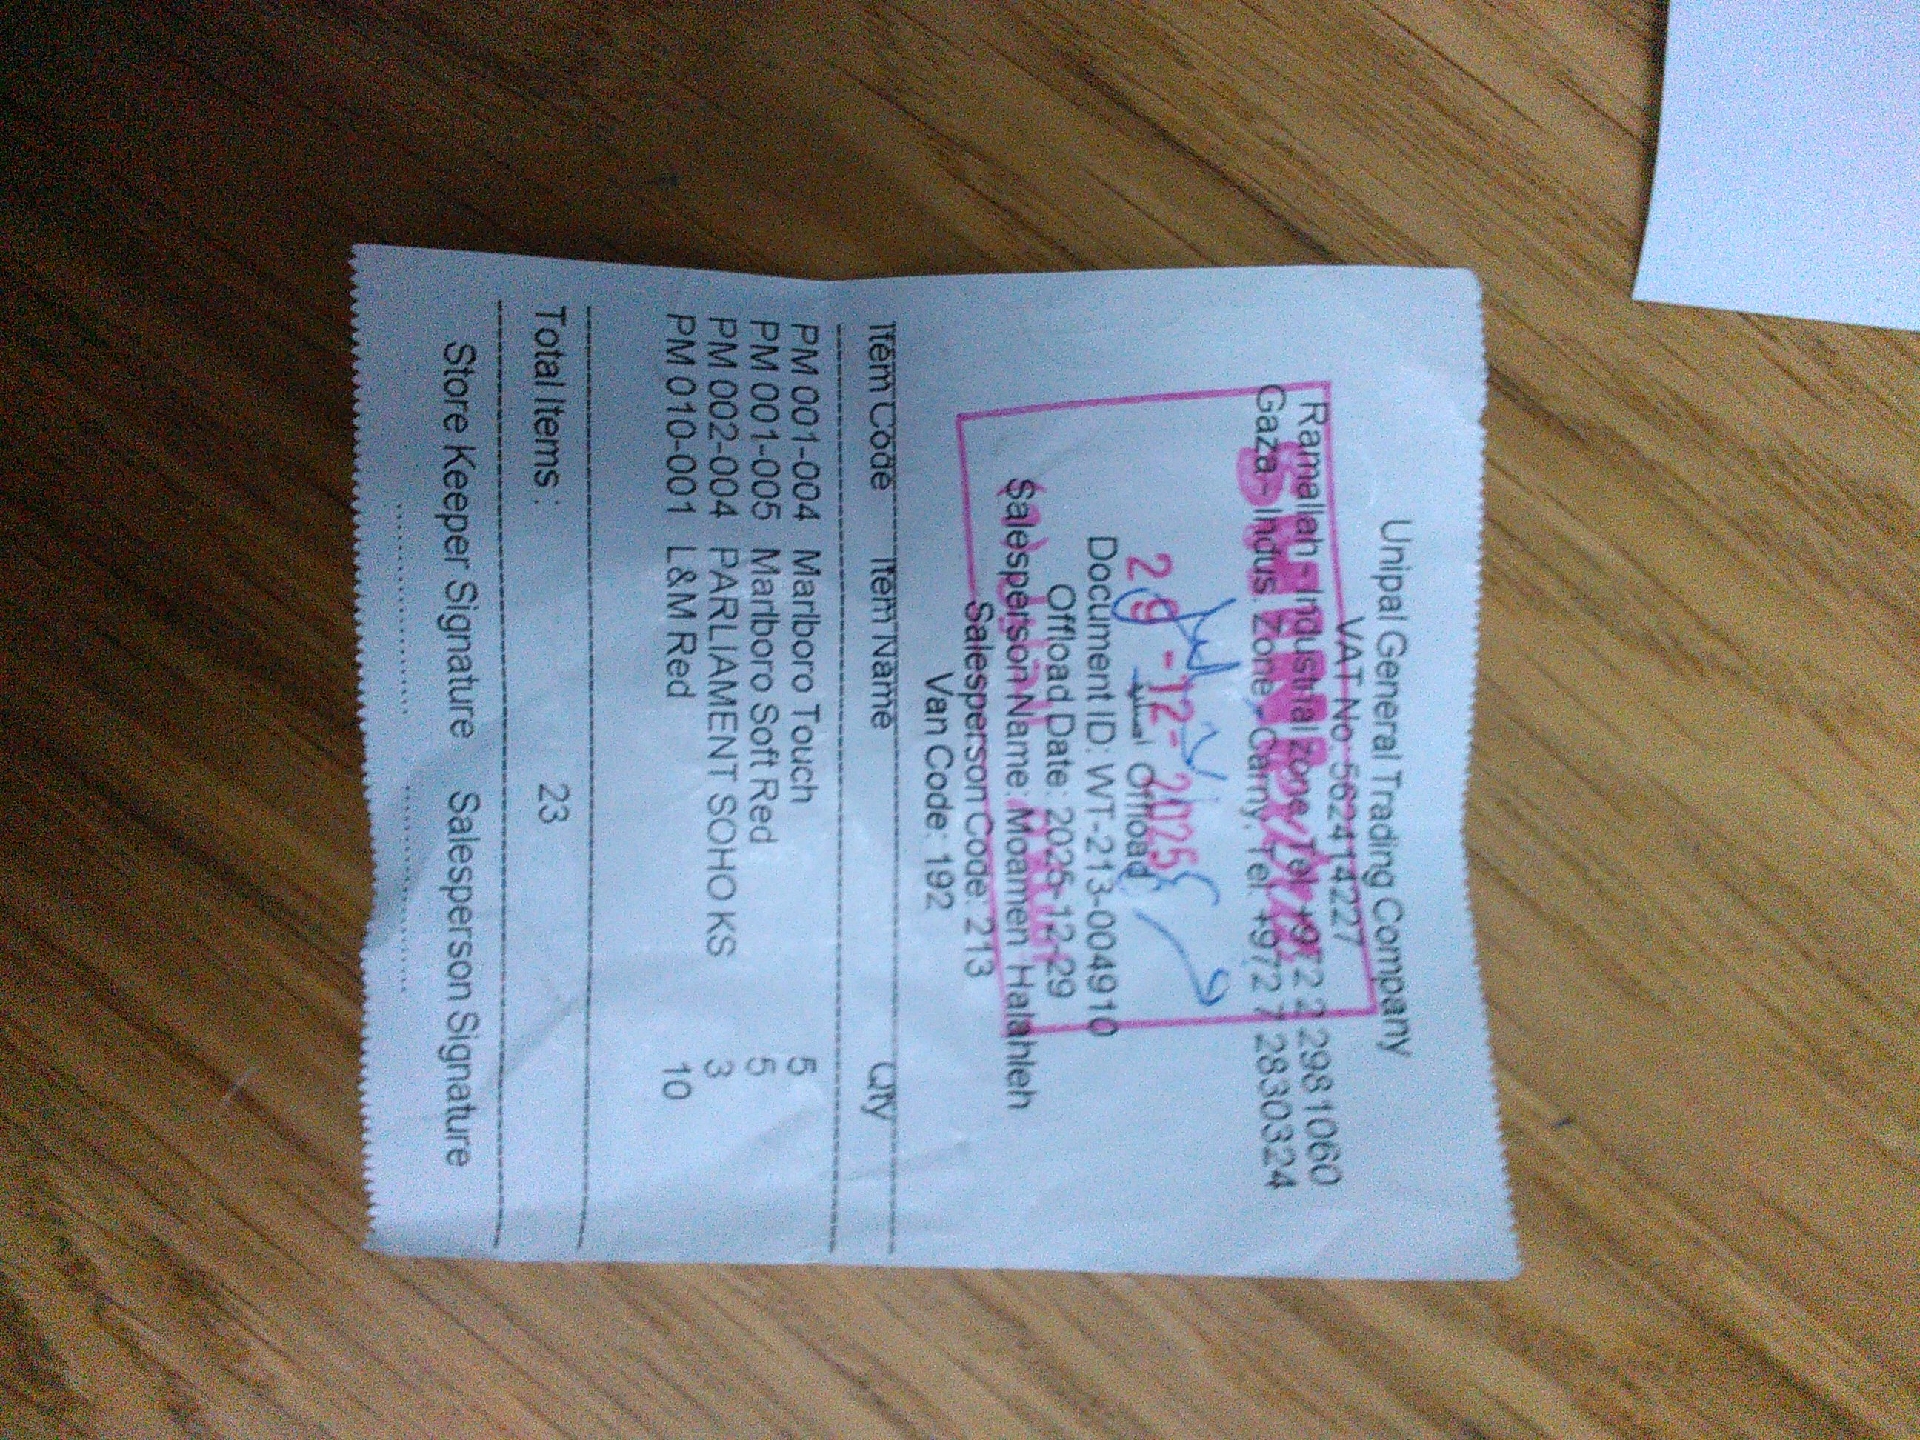 Unipal General Trading Company
VAT No 562414227
Ramallah - Industrial zone, Tel. +972 2 2981060
Gaza - Indus. Zone, Carny, Tel. +972 7 2830324
29 -12- 2025
Offload
Document ID: WT-213-004910
Offload Date: 2025-12-29
Salesperson Name: Moamen Halahleh
Salesperson Code: 213
Van Code: 192
Item Code Item Name Qty
PM 001-004 Marlboro Touch 5
PM 001-005 Marlboro Soft Red 5
PM 002-004 PARLIAMENT SOHO KS 3
PM 010-001 L&M Red 10
Total Items : 23
Store Keeper Signature Salesperson Signature